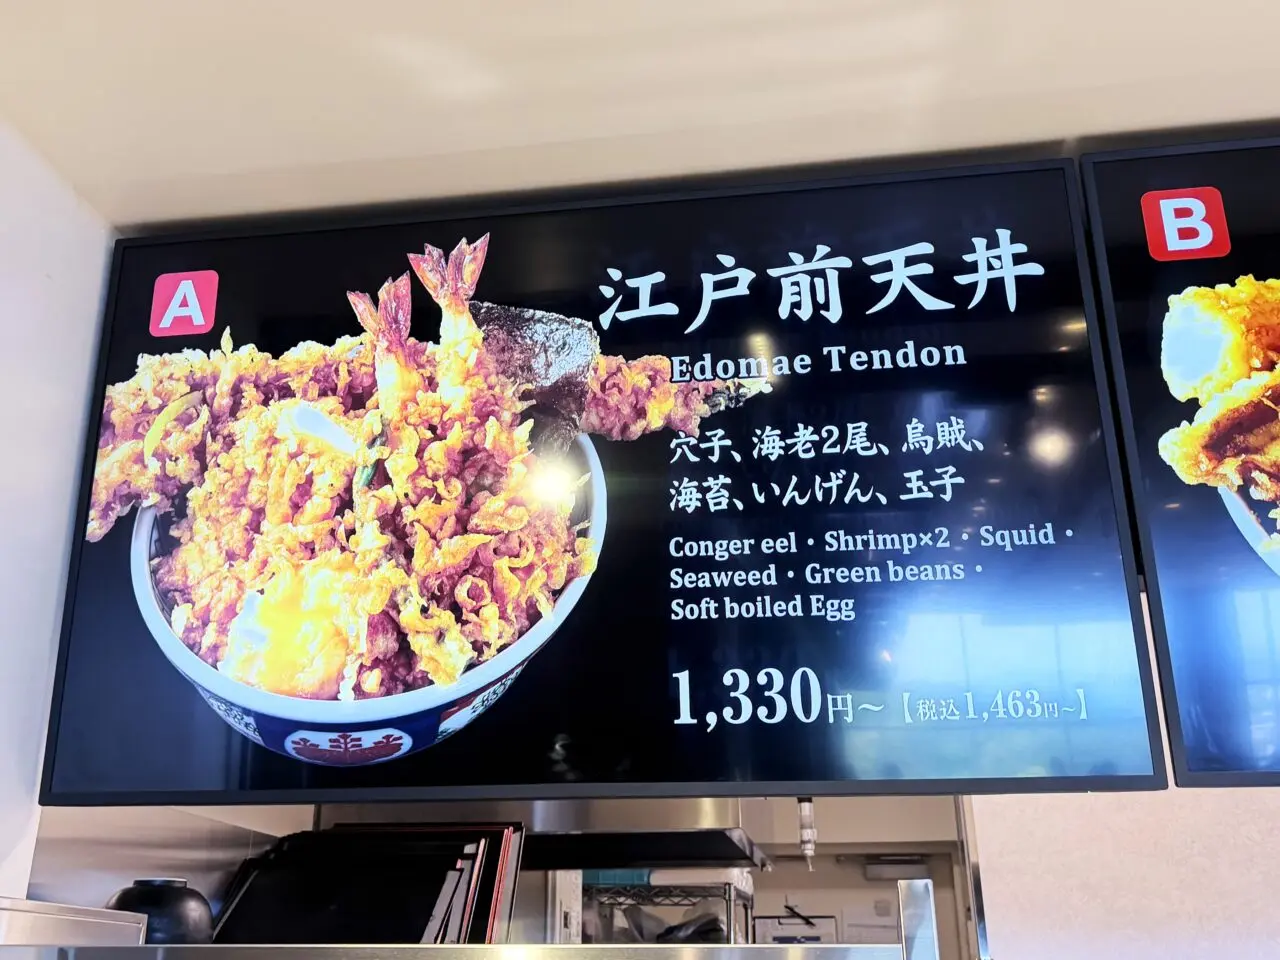 A
江戸前天丼
Edomae Tendon
穴子、海老2尾、烏賊、
海苔、いんげん、玉子
Conger eel・Shrimp×2・Squid・
Seaweed・Green beans・
Soft boiled Egg
1,330円～【税込1,463円～】
B